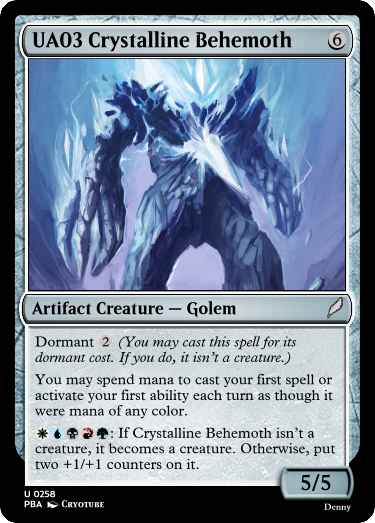 UA03 Crystalline Behemoth 6
Artifact Creature — Golem
Dormant 2 (You may cast this spell for its
dormant cost. If you do, it isn't a creature.)
You may spend mana to cast your first spell or
activate your first ability each turn as though it
were mana of any color.
: If Crystalline Behemoth isn't a
creature, it becomes a creature. Otherwise, put
two +1/+1 counters on it.
5/5
U 0258
PBA CRYOTUBE
Denny